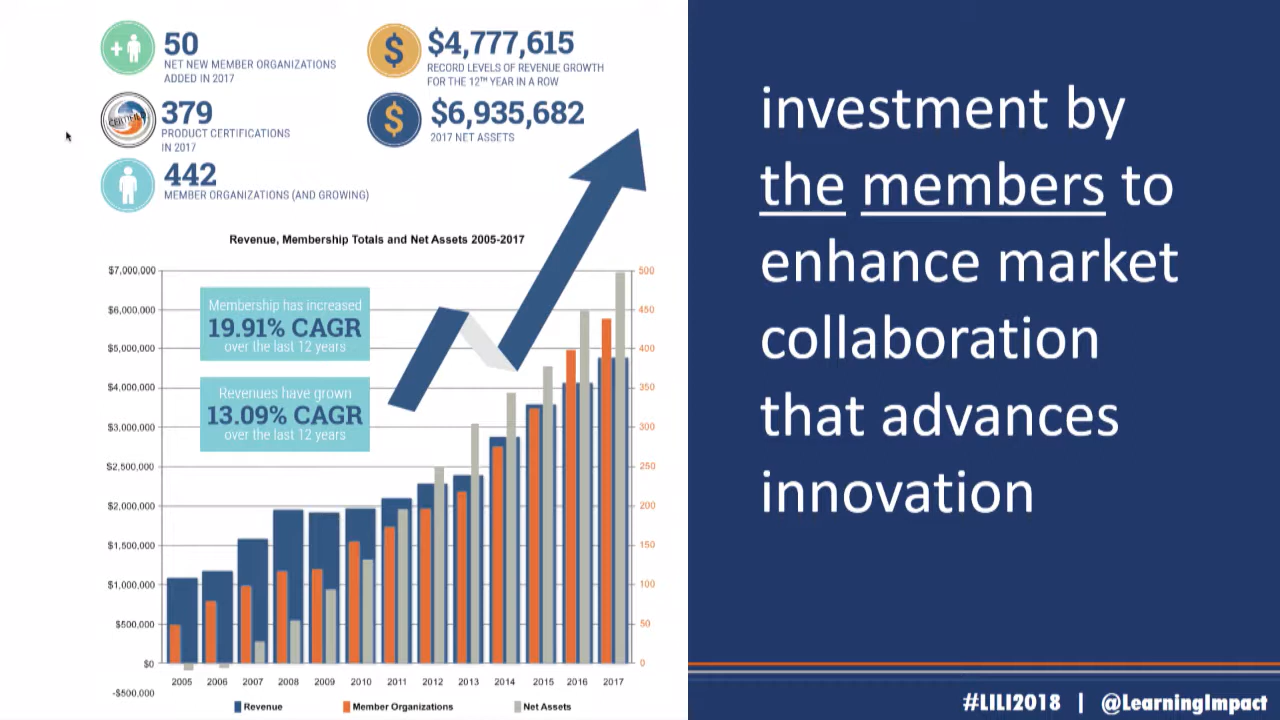 50
NET NEW MEMBER ORGANIZATIONS
ADDED IN 2017
$4,777,615
RECORD LEVELS OF REVENUE GROWTH
FOR THE 12TH YEAR IN A ROW
379
PRODUCT CERTIFICATIONS
IN 2017
$6,935,682
2017 NET ASSETS
442
MEMBER ORGANIZATIONS (AND GROWING)
Revenue, Membership Totals and Net Assets 2005-2017
$7,000,000
$6,000,000
$5,000,000
$4,000,000
$3,000,000
$2,500,000
$2,000,000
$1,500,000
$1,000,000
$500,000
$0
-$500,000
Membership has increased
19.91% CAGR
over the last 12 years
Revenues have grown
13.09% CAGR
over the last 12 years
500
450
400
350
300
250
200
150
100
50
0
2005 2006 2007 2008 2009 2010 2011 2012 2013 2014 2015 2016 2017
Revenue Member Organizations Net Assets
investment by
the members to
enhance market
collaboration
that advances
innovation
#LILI2018 | @LearningImpact